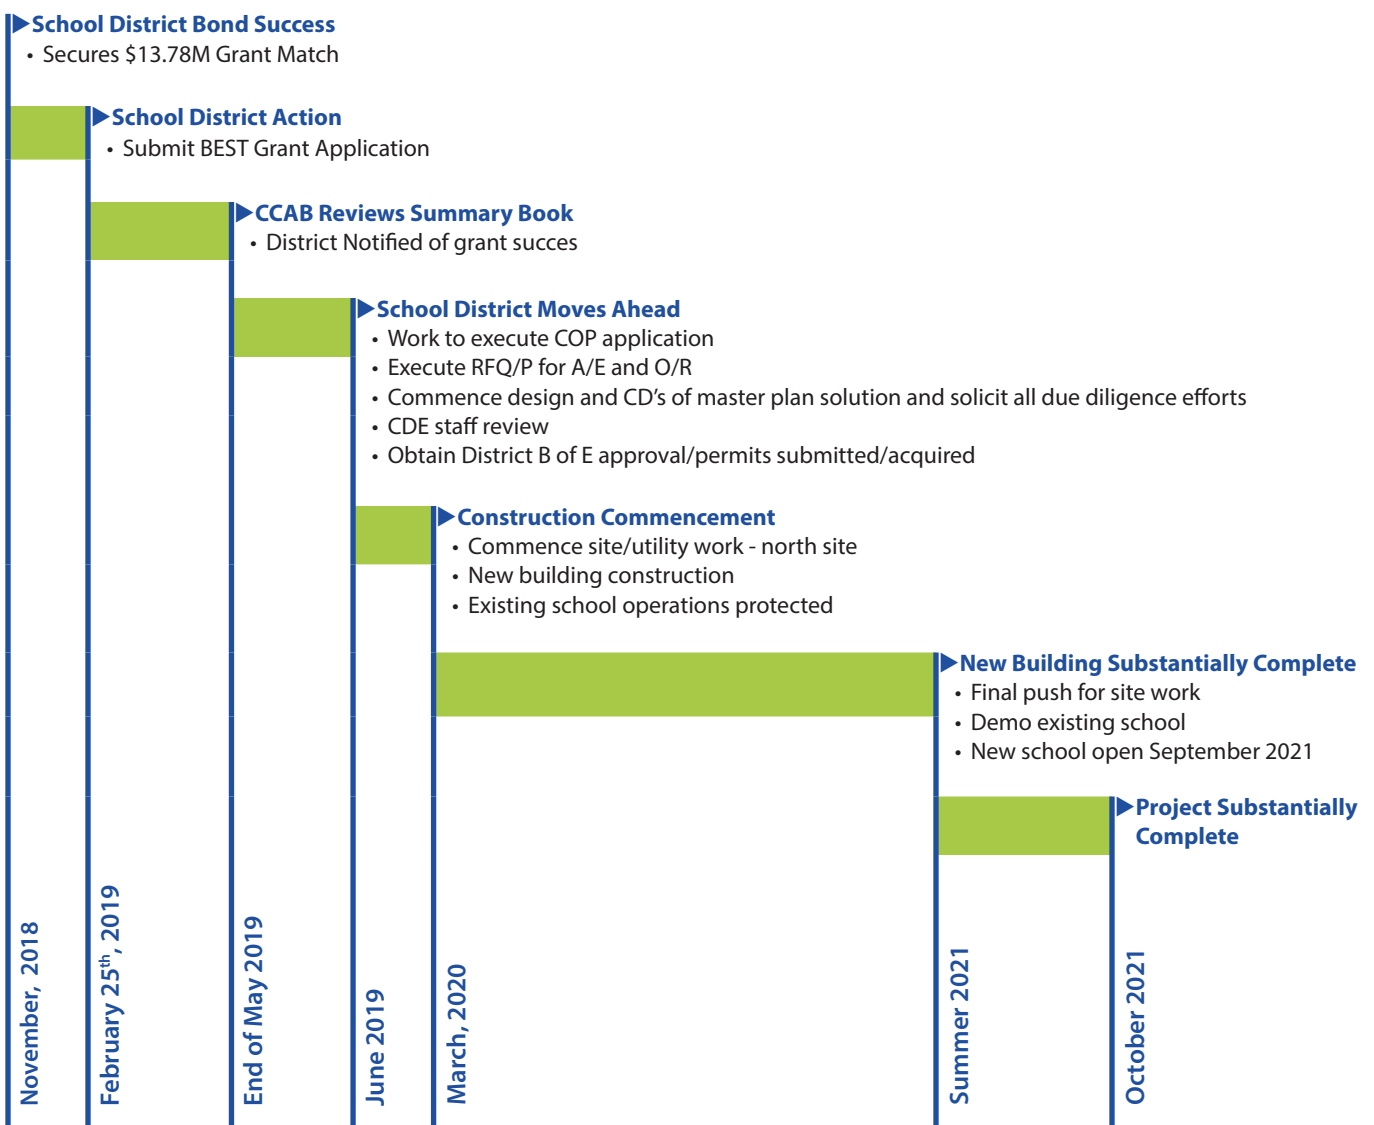 School District Bond Success
• Secures $13.78M Grant Match
School District Action
• Submit BEST Grant Application
CCAB Reviews Summary Book
• District Notified of grant succes
School District Moves Ahead
• Work to execute COP application
• Execute RFQ/P for A/E and O/R
• Commence design and CD's of master plan solution and solicit all due diligence efforts
• CDE staff review
• Obtain District B of E approval/permits submitted/acquired
Construction Commencement
• Commence site/utility work - north site
• New building construction
• Existing school operations protected
New Building Substantially Complete
• Final push for site work
• Demo existing school
• New school open September 2021
Project Substantially
Complete
November, 2018
February 25th, 2019
End of May 2019
June 2019
March, 2020
Summer 2021
October 2021